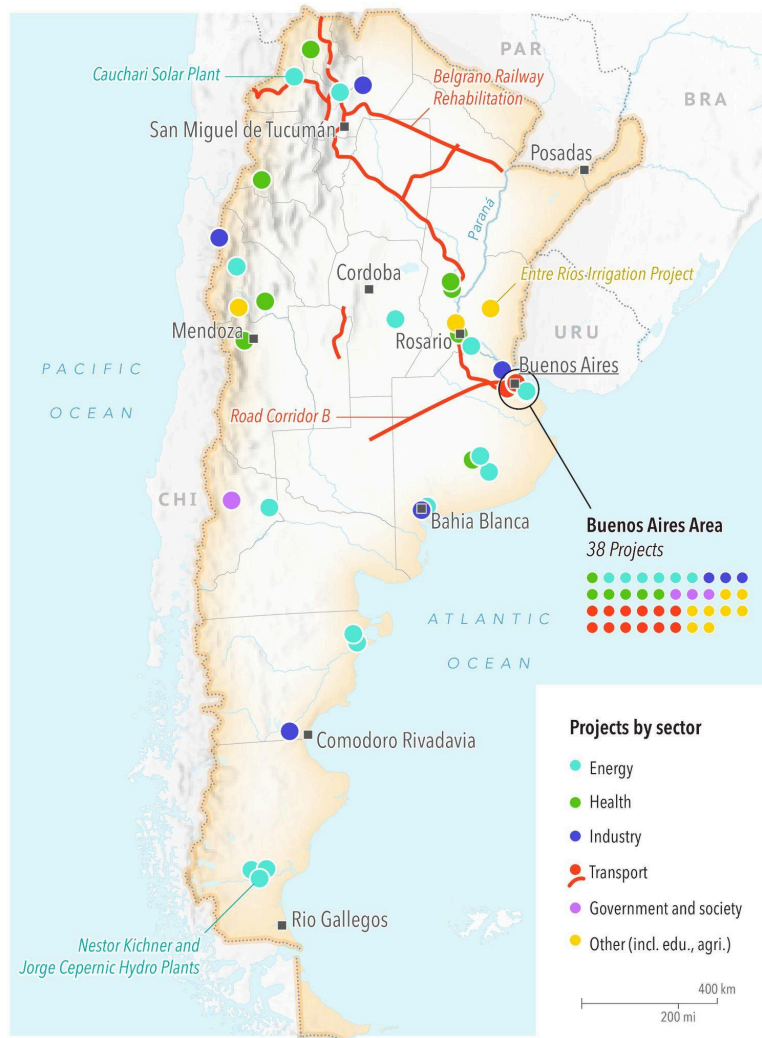 PAR
Cauchari Solar Plant
Belgrano Railway
Rehabilitation
BRA
San Miguel de Tucumán
Posadas
Paraná
Cordoba
Entre Ríos Irrigation Project
Mendoza
Rosario
URU
PACIFIC
OCEAN
Buenos Aires
Road Corridor B
CHI
Bahia Blanca
Buenos Aires Area
38 Projects
ATLANTIC
OCEAN
Comodoro Rivadavia
Rio Gallegos
Nestor Kichner and
Jorge Cepernic Hydro Plants
Projects by sector
Energy
Health
Industry
Transport
Government and society
Other (incl. edu., agri.)
400 km
200 mi